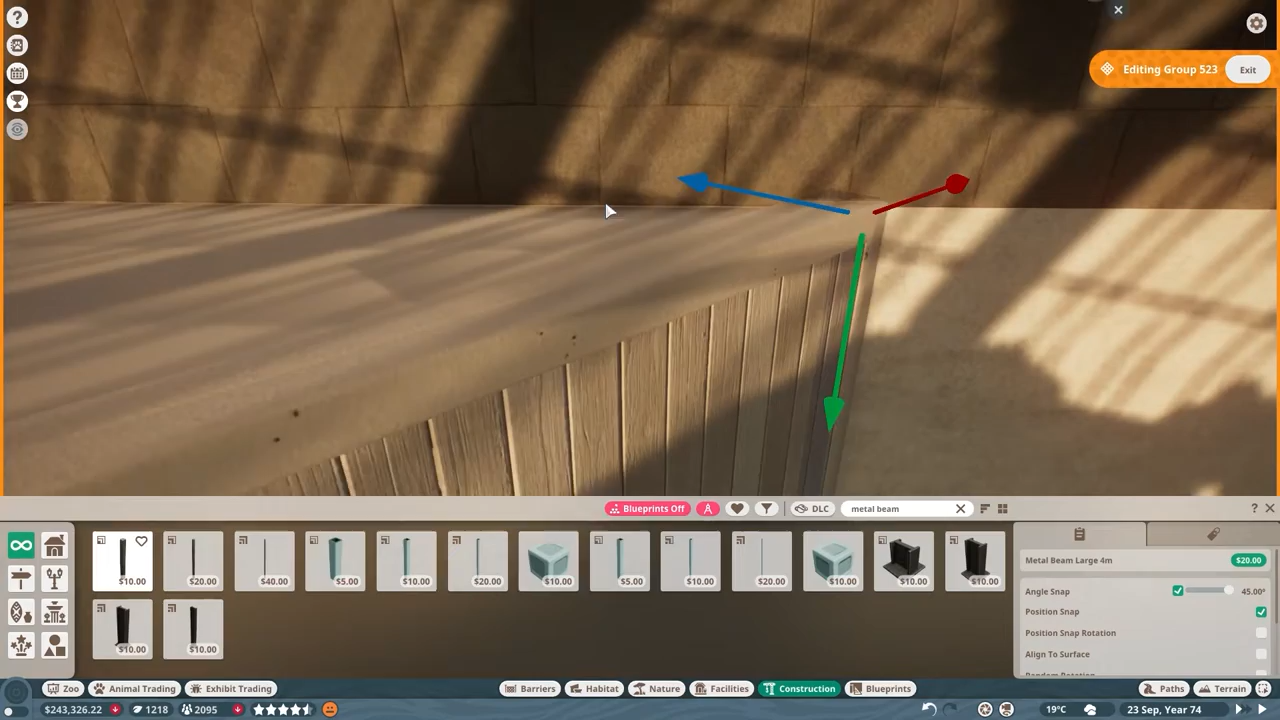 Editing Group 523
Exit
Blueprints Off
DLC
metal beam
$10.00
$20.00
$40.00
$5.00
$10.00
$20.00
$10.00
$5.00
$10.00
$20.00
$10.00
$10.00
$10.00
$10.00
$10.00
Metal Beam Large 4m
$20.00
Angle Snap
45.00°
Position Snap
Position Snap Rotation
Align To Surface
Random Rotation
Zoo
Animal Trading
Exhibit Trading
Barriers
Habitat
Nature
Facilities
Construction
Blueprints
Paths
Terrain
$243,326.22
1218
2095
19°C
23 Sep, Year 74